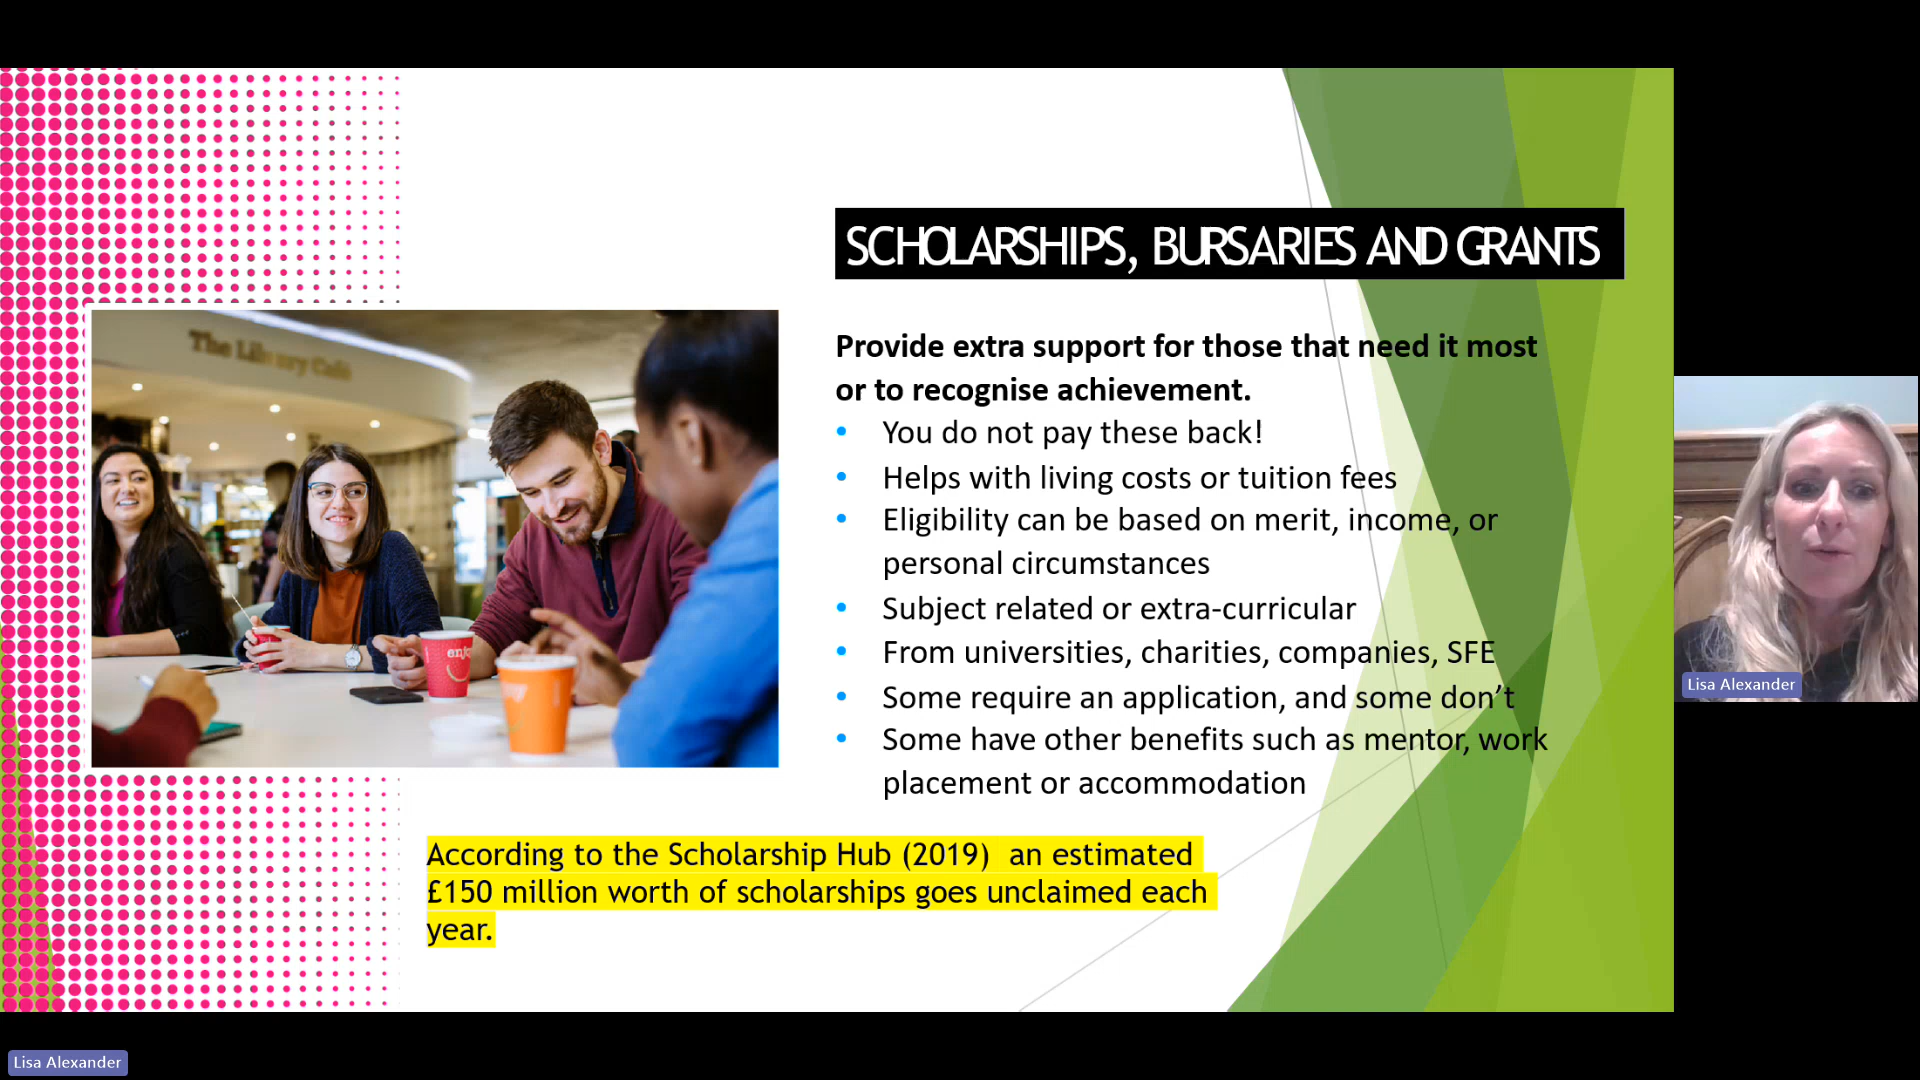 SCHOLARSHIPS, BURSARIES AND GRANTS
The Library Café
Provide extra support for those that need it most
or to recognise achievement.
• You do not pay these back!
• Helps with living costs or tuition fees
• Eligibility can be based on merit, income, or
personal circumstances
• Subject related or extra-curricular
• From universities, charities, companies, SFE
• Some require an application, and some don’t
• Some have other benefits such as mentor, work
placement or accommodation
According to the Scholarship Hub (2019) an estimated
£150 million worth of scholarships goes unclaimed each
year.
Lisa Alexander
Lisa Alexander